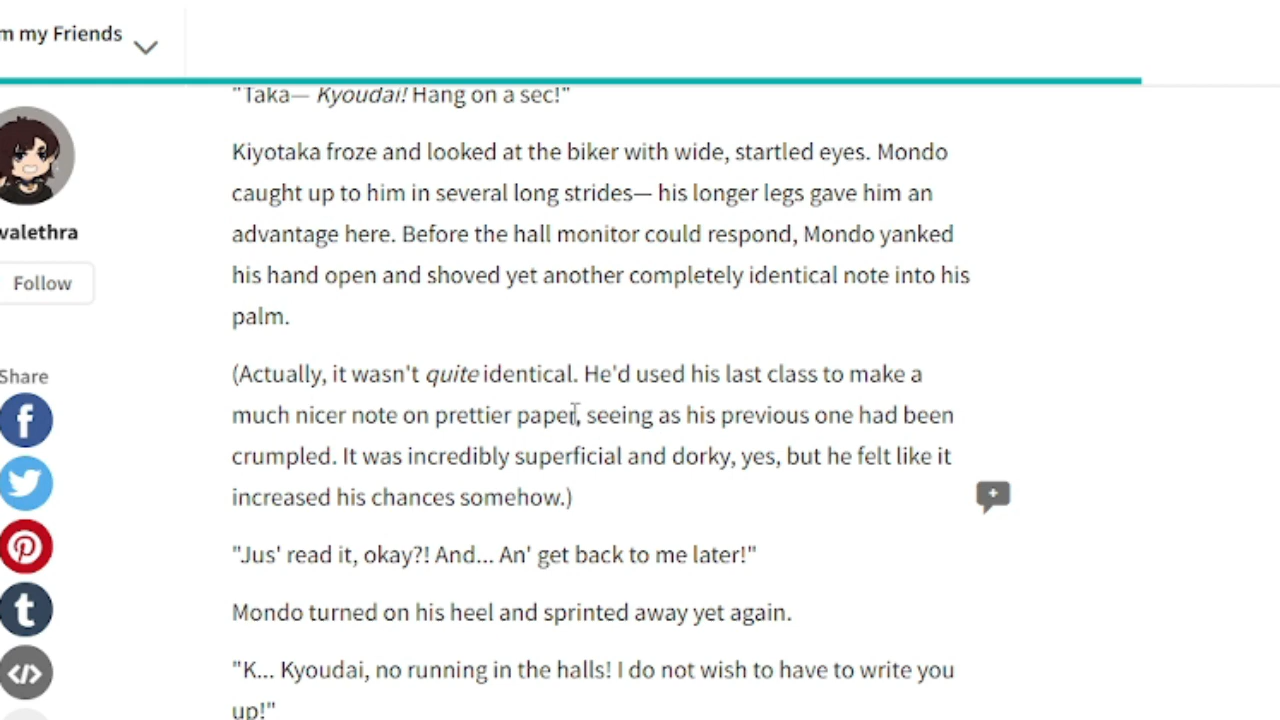 m my Friends
"Taka— Kyoudai! Hang on a sec!"
Kiyotaka froze and looked at the biker with wide, startled eyes. Mondo
caught up to him in several long strides— his longer legs gave him an
advantage here. Before the hall monitor could respond, Mondo yanked
his hand open and shoved yet another completely identical note into his
palm.
(Actually, it wasn't quite identical. He'd used his last class to make a
much nicer note on prettier paper, seeing as his previous one had been
crumpled. It was incredibly superficial and dorky, yes, but he felt like it
increased his chances somehow.)
"Jus' read it, okay?! And... An' get back to me later!"
Mondo turned on his heel and sprinted away yet again.
"K... Kyoudai, no running in the halls! I do not wish to have to write you
up!"
valethra
Follow
Share
f
t
</>